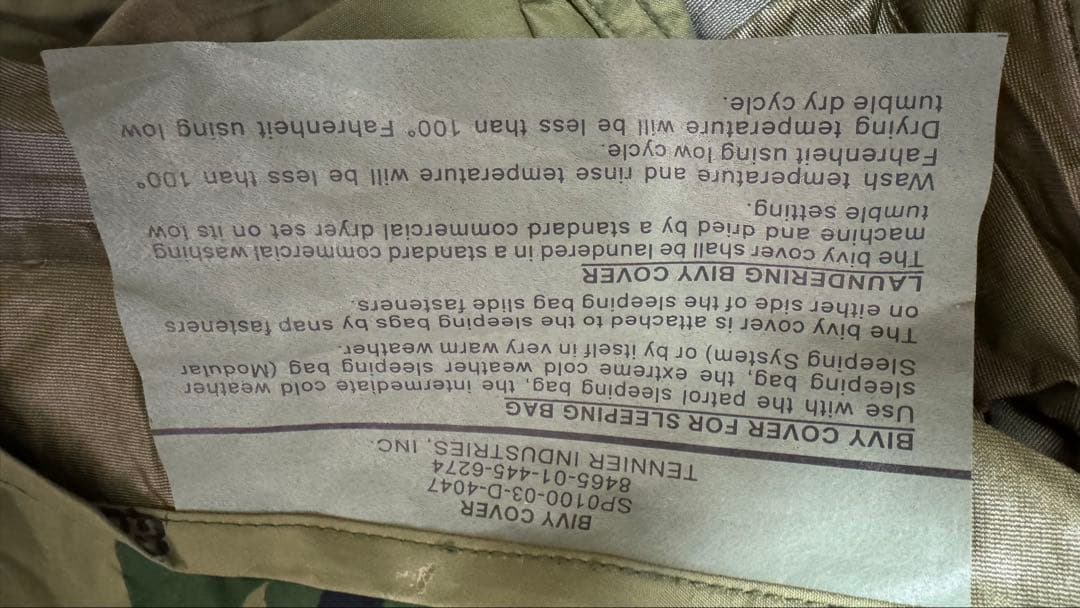 BIVY COVER
SP0100-03-D-4047
8465-01-445-6274
TENNIER INDUSTRIES, INC.
BIVY COVER FOR SLEEPING BAG
Use with the patrol sleeping bag, the intermediate cold weather
sleeping bag, the extreme cold weather sleeping bag (Modular
Sleeping System) or by itself in very warm weather.
The bivy cover is attached to the sleeping bags by snap fasteners
on either side of the sleeping bag slide fasteners.
LAUNDERING BIVY COVER
The bivy cover shall be laundered in a standard commercial washing
machine and dried by a standard commercial dryer set on its low
tumble setting.
Wash temperature and rinse temperature will be less than 100°
Fahrenheit using low cycle.
Drying temperature will be less than 100° Fahrenheit using low
tumble dry cycle.